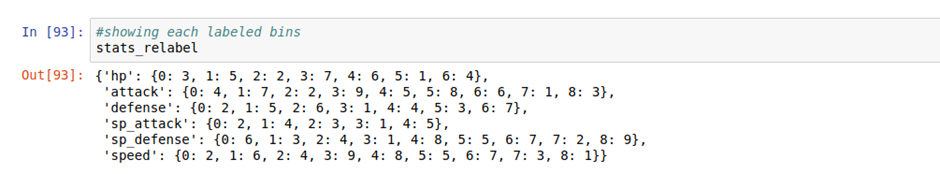 In [93]: #showing each labeled bins
stats_relabel
Out[93]: {'hp': {0: 3, 1: 5, 2: 2, 3: 7, 4: 6, 5: 1, 6: 4},
'attack': {0: 4, 1: 7, 2: 2, 3: 9, 4: 5, 5: 8, 6: 6, 7: 1, 8: 3},
'defense': {0: 2, 1: 5, 2: 6, 3: 1, 4: 4, 5: 3, 6: 7},
'sp_attack': {0: 2, 1: 4, 2: 3, 3: 1, 4: 5},
'sp_defense': {0: 6, 1: 3, 2: 4, 3: 1, 4: 8, 5: 5, 6: 7, 7: 2, 8: 9},
'speed': {0: 2, 1: 6, 2: 4, 3: 9, 4: 8, 5: 5, 6: 7, 7: 3, 8: 1}}